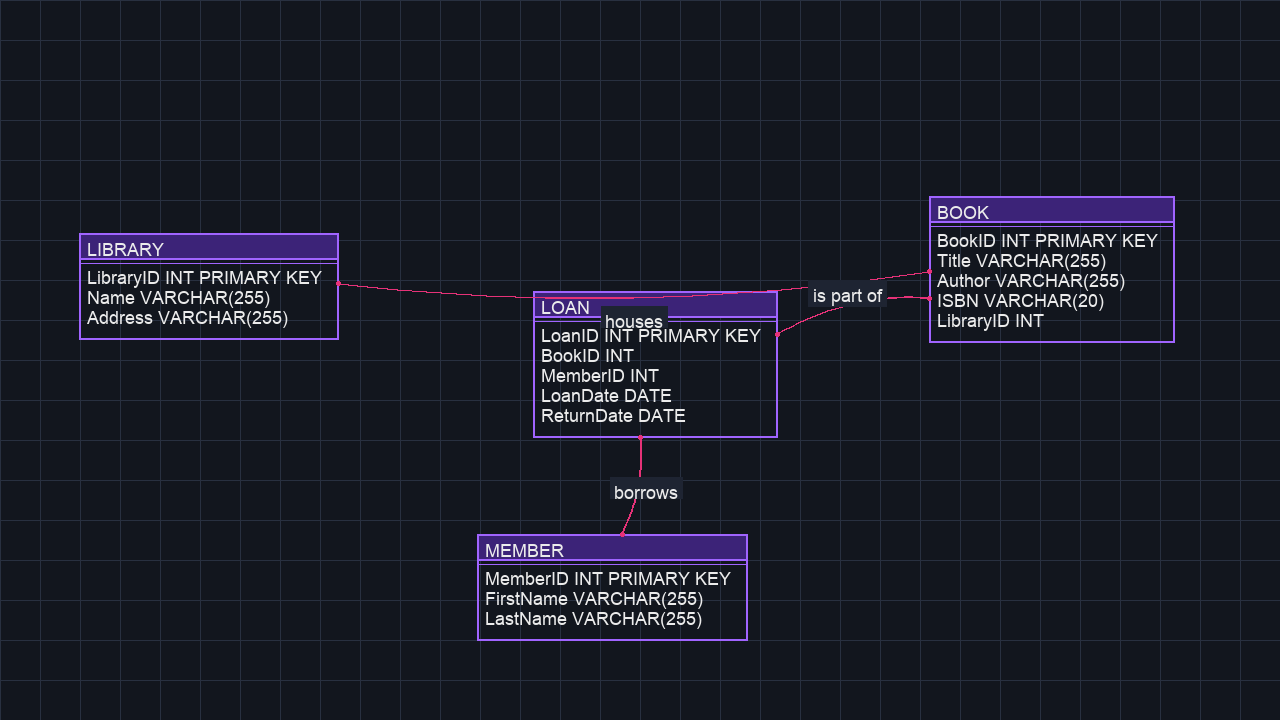 LIBRARY
LibraryID INT PRIMARY KEY
Name VARCHAR(255)
Address VARCHAR(255)
LOAN
houses
LoanID INT PRIMARY KEY
BookID INT
MemberID INT
LoanDate DATE
ReturnDate DATE
is part of
BOOK
BookID INT PRIMARY KEY
Title VARCHAR(255)
Author VARCHAR(255)
ISBN VARCHAR(20)
LibraryID INT
borrows
MEMBER
MemberID INT PRIMARY KEY
FirstName VARCHAR(255)
LastName VARCHAR(255)